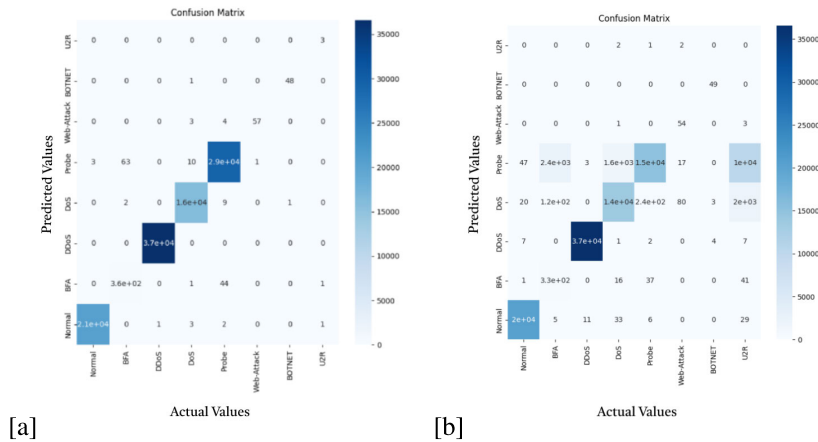 Confusion Matrix
U2R 0 0 0 0 0 0 0 3
BOTNET 0 0 0 1 0 0 48 0
Web-Attack 0 0 0 3 4 57 0 0
Probe 3 63 0 10 2.9e+04 1 0 0
DoS 0 2 0 1.6e+04 9 0 1 0
DDoS 0 0 3.7e+04 0 0 0 0 0
BFA 0 3.6e+02 0 1 44 0 0 1
Normal 2.1e+04 0 1 3 2 0 0 1
Normal BFA DDoS DoS Probe Web-Attack BOTNET U2R
Predicted Values
Actual Values
35000
30000
25000
20000
15000
10000
5000
0
[a]
Confusion Matrix
U2R 0 0 0 2 1 2 0 0
BOTNET 0 0 0 0 0 0 49 0
Web-Attack 0 0 0 1 0 54 0 3
Probe 47 2.4e+03 3 1.6e+03 1.5e+04 17 0 1e+04
DoS 20 1.2e+02 0 1.4e+04 2.4e+02 80 3 2e+03
DDoS 7 0 3.7e+04 1 2 0 4 7
BFA 1 3.3e+02 0 16 37 0 0 41
Normal 2e+04 5 11 33 6 0 0 29
Normal BFA DDoS DoS Probe Web-Attack BOTNET U2R
Predicted Values
Actual Values
35000
30000
25000
20000
15000
10000
5000
0
[b]